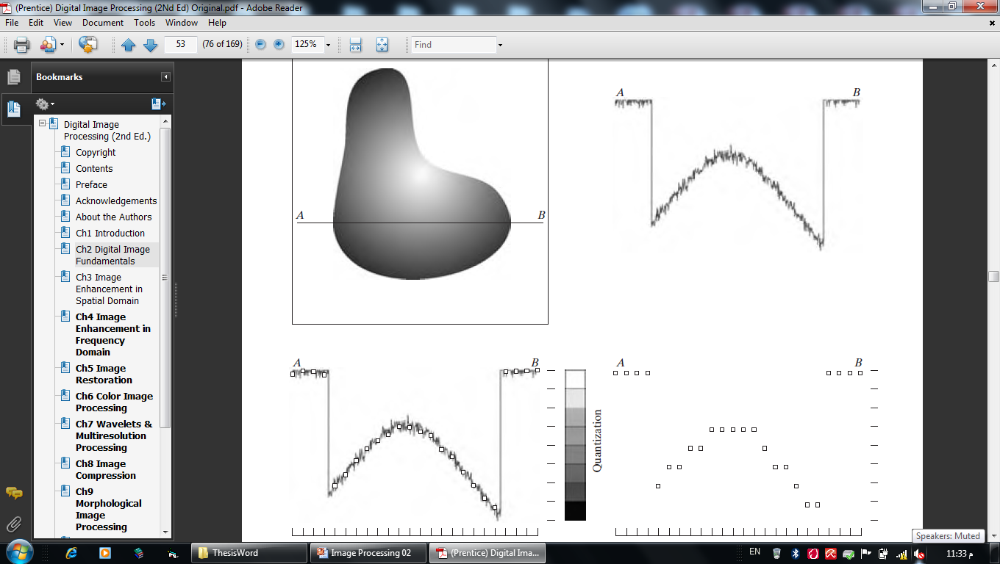 (Prentice) Digital Image Processing (2Nd Ed) Original.pdf - Adobe Reader
File Edit View Document Tools Window Help
53 (76 of 169) 125% Find
Bookmarks
Digital Image
Processing (2nd Ed.)
Copyright
Contents
Preface
Acknowledgements
About the Authors
Ch1 Introduction
Ch2 Digital Image
Fundamentals
Ch3 Image
Enhancement in
Spatial Domain
Ch4 Image
Enhancement in
Frequency
Domain
Ch5 Image
Restoration
Ch6 Color Image
Processing
Ch7 Wavelets &
Multiresolution
Processing
Ch8 Image
Compression
Ch9
Morphological
Image
Processing
A B
A B
A B
Quantization
A B
Speakers: Muted
ThesisWord
Image Processing 02
(Prentice) Digital Ima...
EN
11:33 م